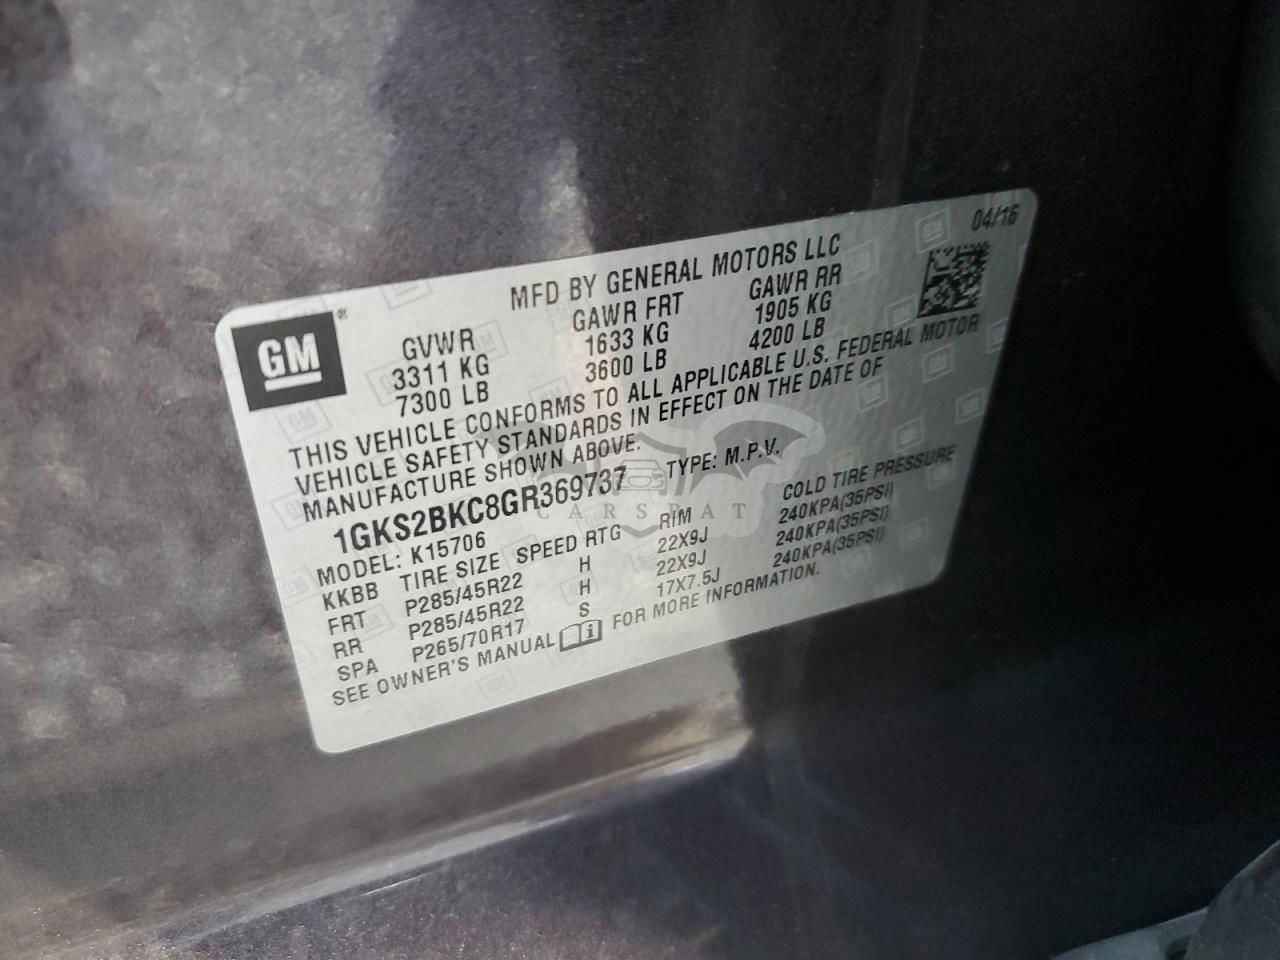 04/16
MFD BY GENERAL MOTORS LLC
GM ®
GVWR GAWR FRT GAWR RR
3311 KG 1633 KG 1905 KG
7300 LB 3600 LB 4200 LB
THIS VEHICLE CONFORMS TO ALL APPLICABLE U.S. FEDERAL MOTOR
VEHICLE SAFETY STANDARDS IN EFFECT ON THE DATE OF
MANUFACTURE SHOWN ABOVE.
1GKS2BKC8GR369737 TYPE: M.P.V.
CARSBAT
MODEL: K15706
KKBB TIRE SIZE SPEED RTG RIM COLD TIRE PRESSURE
FRT P285/45R22 H 22X9J 240KPA(35PSI)
RR P285/45R22 H 22X9J 240KPA(35PSI)
SPA P265/70R17 S 17X7.5J 240KPA(35PSI)
SEE OWNER'S MANUAL i FOR MORE INFORMATION.